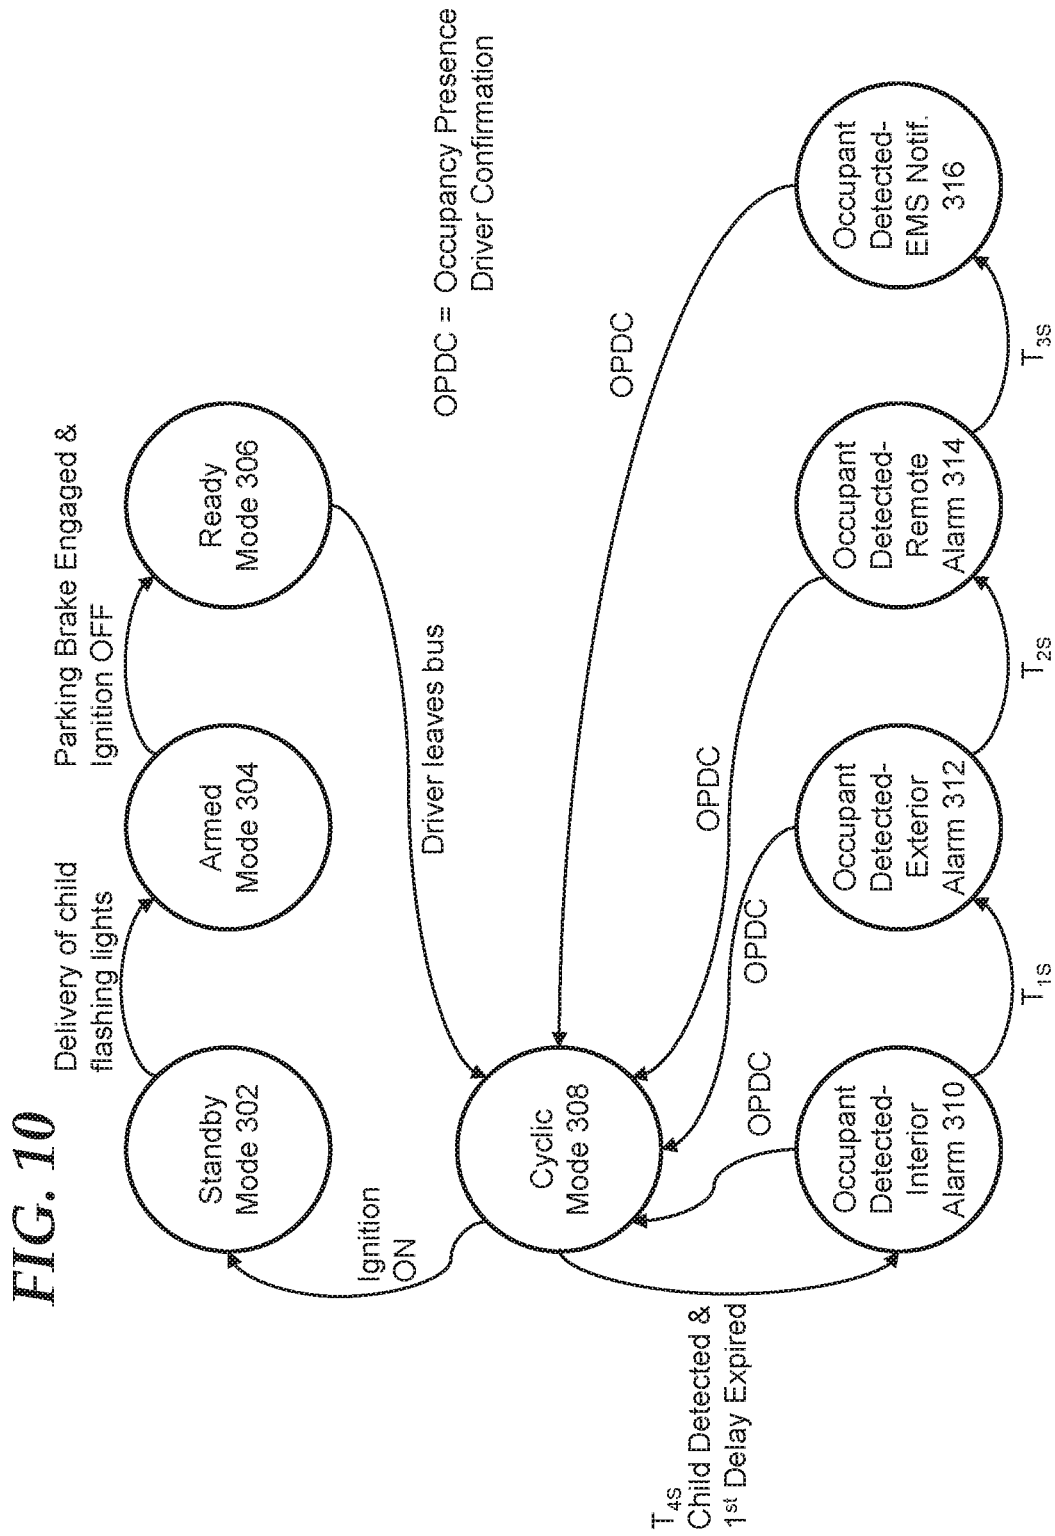 FIG. 10
Delivery of child
flashing lights
Parking Brake Engaged &
Ignition OFF
Standby
Mode 302
Armed
Mode 304
Ready
Mode 306
Ignition
ON
Driver leaves bus
OPDC = Occupancy Presence
Driver Confirmation
Cyclic
Mode 308
OPDC
OPDC
OPDC
OPDC
T4S
Child Detected &
1st Delay Expired
Occupant
Detected-
Interior
Alarm 310
Occupant
Detected-
Exterior
Alarm 312
Occupant
Detected-
Remote
Alarm 314
Occupant
Detected-
EMS Notif.
316
T1S
T2S
T3S